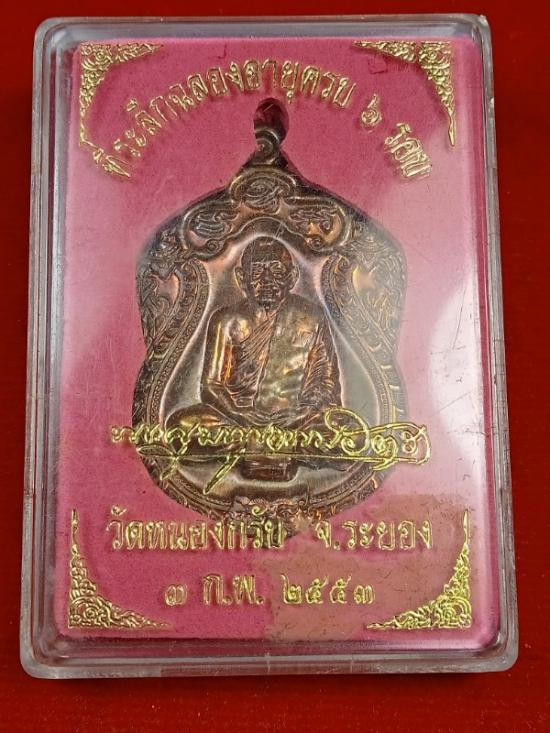 ที่ระลึกฉลองอายุครบ ๖ รอบ
วัดหนองกรับ จ.ระยอง
๓ ก.พ. ๒๕๕๓